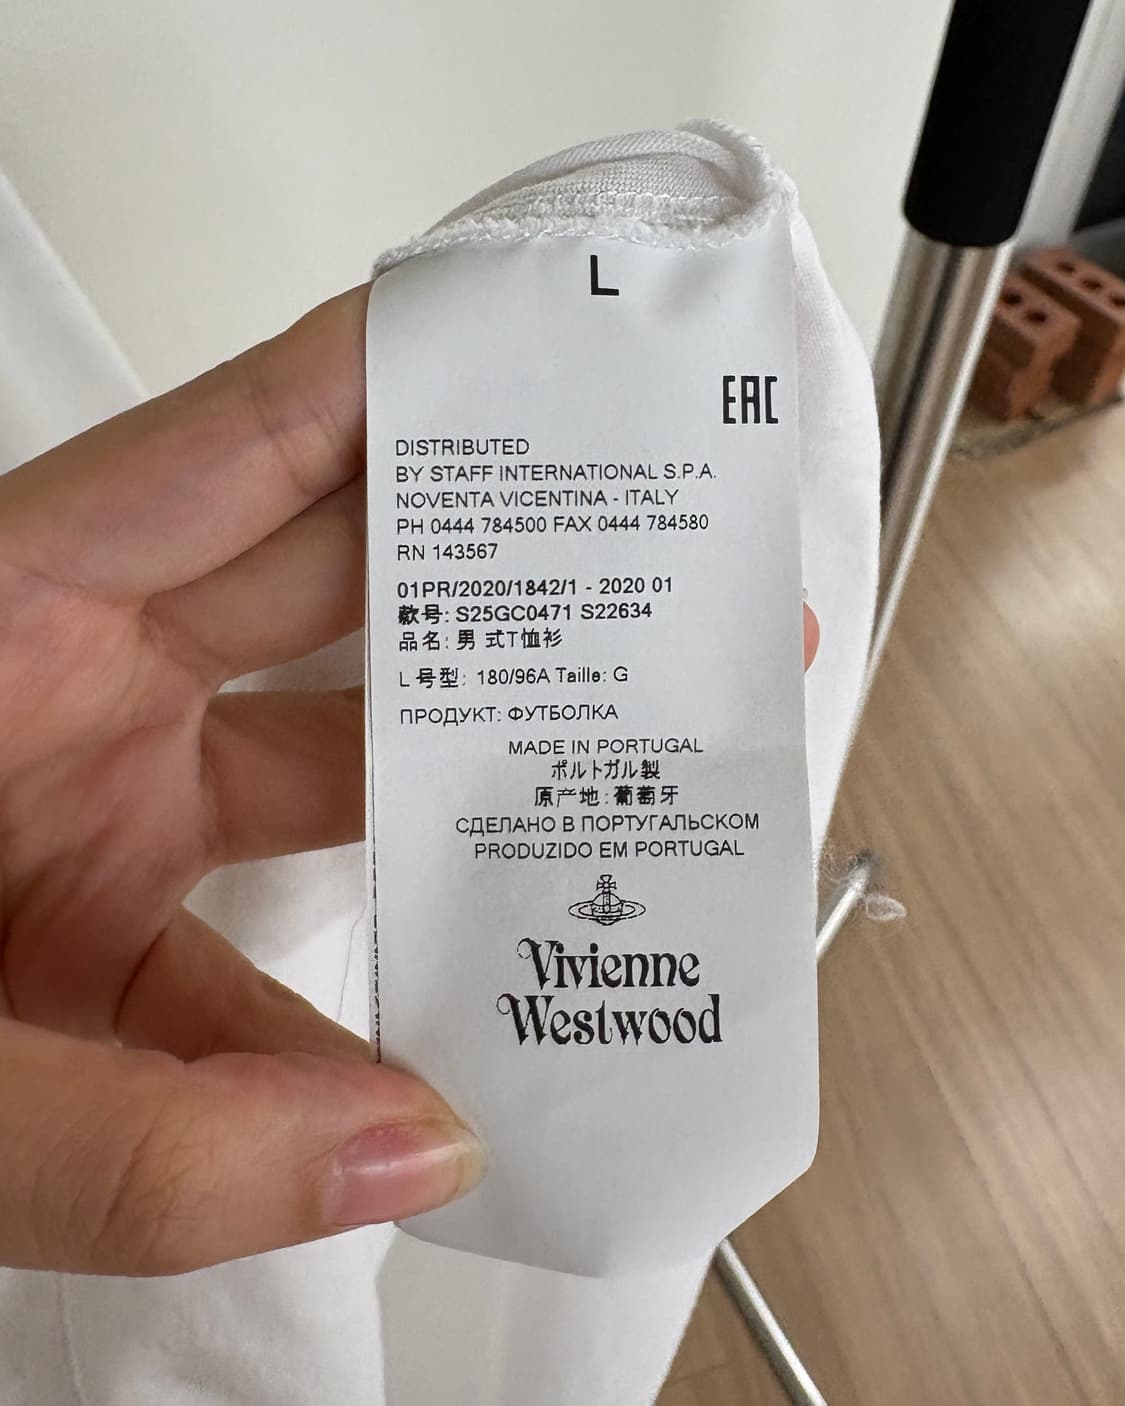 L
EAC
DISTRIBUTED
BY STAFF INTERNATIONAL S.P.A.
NOVENTA VICENTINA - ITALY
PH 0444 784500 FAX 0444 784580
RN 143567
01PR/2020/1842/1 - 2020 01
款号: S25GC0471 S22634
品名: 男 式T恤衫
L 号型: 180/96A Taille: G
ПРОДУКТ: ФУТБОЛКА
MADE IN PORTUGAL
ポルトガル製
原产地: 葡萄牙
СДЕЛАНО В ПОРТУГАЛЬСКОМ
PRODUZIDO EM PORTUGAL
Vivienne
Westwood